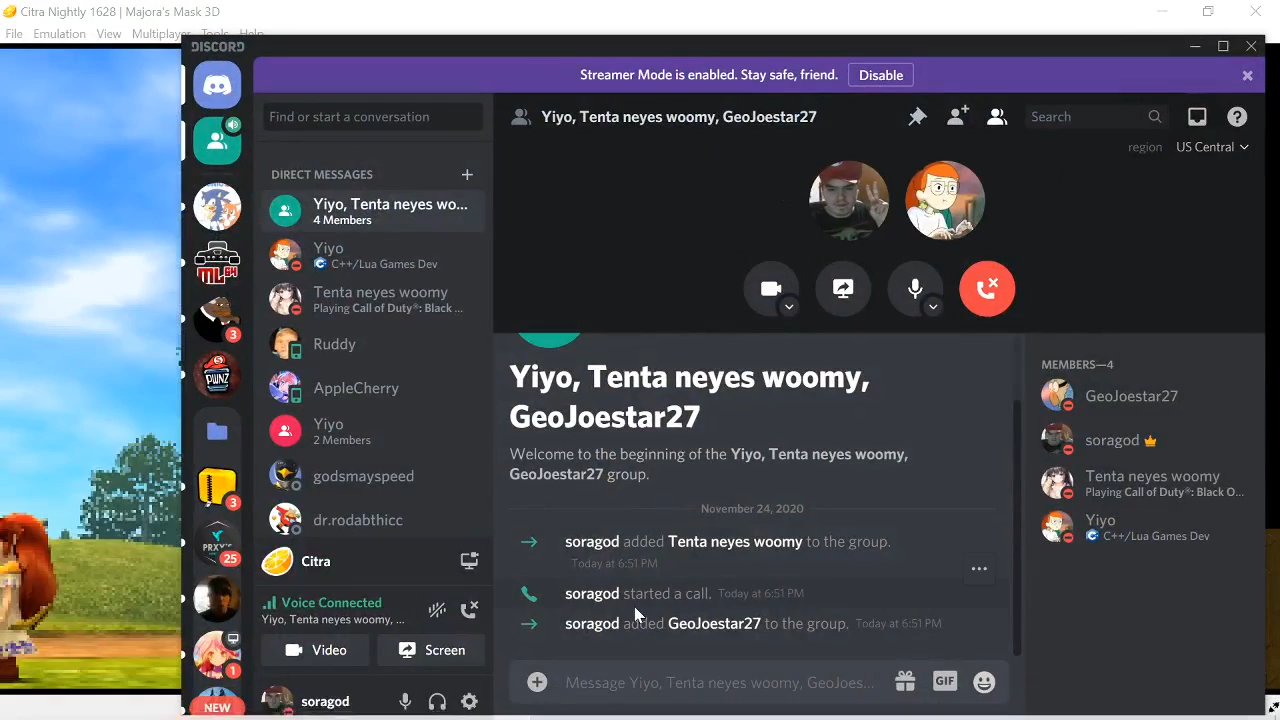 Citra Nightly 1628 | Majora's Mask 3D
File Emulation View Multiplayer Tools Help
DISCORD
Streamer Mode is enabled. Stay safe, friend. Disable
Find or start a conversation
DIRECT MESSAGES
Yiyo, Tenta neyes wo...
4 Members
Yiyo
C++/Lua Games Dev
Tenta neyes woomy
Playing Call of Duty®: Black ...
Ruddy
AppleCherry
Yiyo
2 Members
godsmayspeed
dr.rodabthicc
Citra
Voice Connected
Yiyo, Tenta neyes woomy, ...
Video Screen
soragod
ML64
3
S
PWNZ
3
PRXY'S
25
1
NEW
Yiyo, Tenta neyes woomy, GeoJoestar27
Search
region US Central
Yiyo, Tenta neyes woomy,
GeoJoestar27
Welcome to the beginning of the Yiyo, Tenta neyes woomy,
GeoJoestar27 group.
November 24, 2020
soragod added Tenta neyes woomy to the group.
Today at 6:51 PM
soragod started a call. Today at 6:51 PM
soragod added GeoJoestar27 to the group. Today at 6:51 PM
Message Yiyo, Tenta neyes woomy, GeoJoes...
GIF
MEMBERS—4
GeoJoestar27
soragod
Tenta neyes woomy
Playing Call of Duty®: Black O...
Yiyo
C++/Lua Games Dev